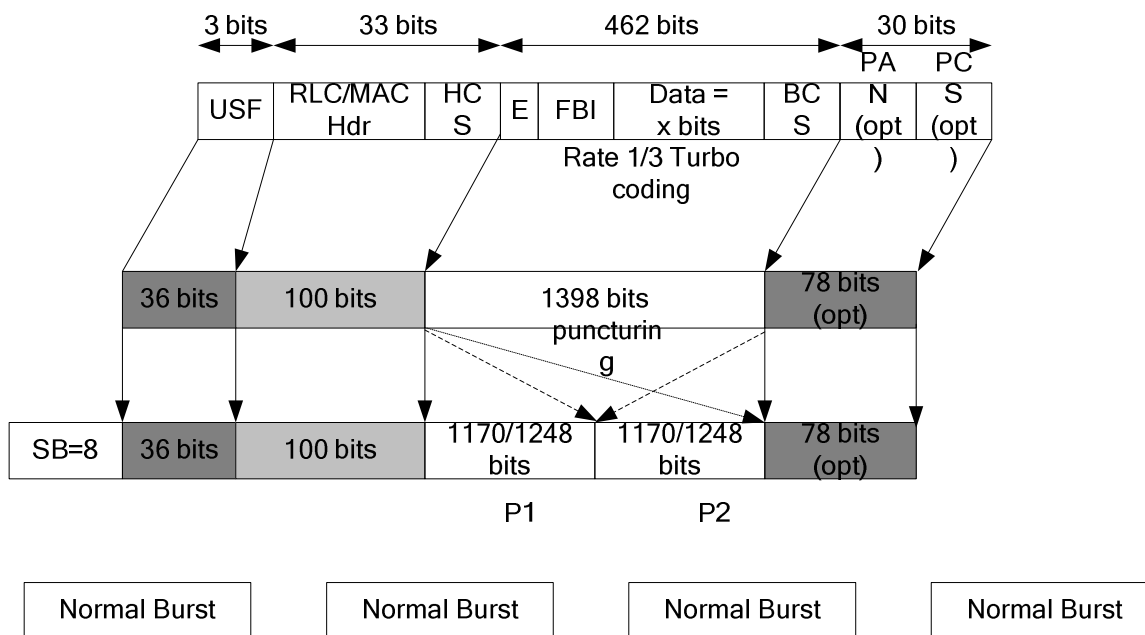 3 bits
33 bits
462 bits
30 bits
USF
RLC/MAC
Hdr
HC
S
E
FBI
Data =
x bits
BC
S
PA
N
(opt
)
PC
S
(opt
)
Rate 1/3 Turbo
coding
36 bits
100 bits
1398 bits
puncturin
g
78 bits
(opt)
SB=8
36 bits
100 bits
1170/1248
bits
1170/1248
bits
78 bits
(opt)
P1
P2
Normal Burst
Normal Burst
Normal Burst
Normal Burst